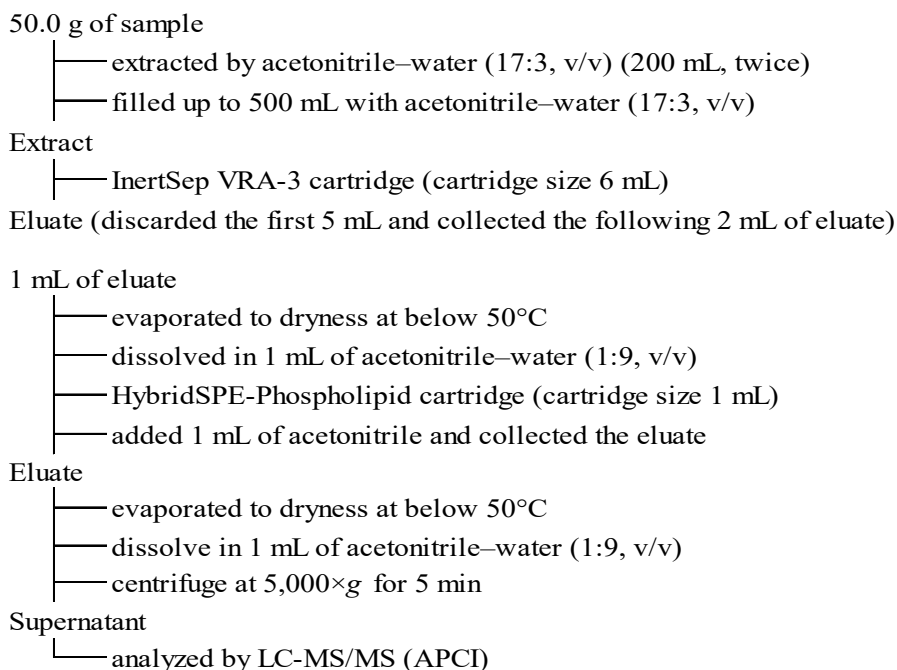 50.0 g of sample
extracted by acetonitrile–water (17:3, v/v) (200 mL, twice)
filled up to 500 mL with acetonitrile–water (17:3, v/v)
Extract
InertSep VRA-3 cartridge (cartridge size 6 mL)
Eluate (discarded the first 5 mL and collected the following 2 mL of eluate)
1 mL of eluate
evaporated to dryness at below 50°C
dissolved in 1 mL of acetonitrile–water (1:9, v/v)
HybridSPE-Phospholipid cartridge (cartridge size 1 mL)
added 1 mL of acetonitrile and collected the eluate
Eluate
evaporated to dryness at below 50°C
dissolve in 1 mL of acetonitrile–water (1:9, v/v)
centrifuge at 5,000×g for 5 min
Supernatant
analyzed by LC-MS/MS (APCI)